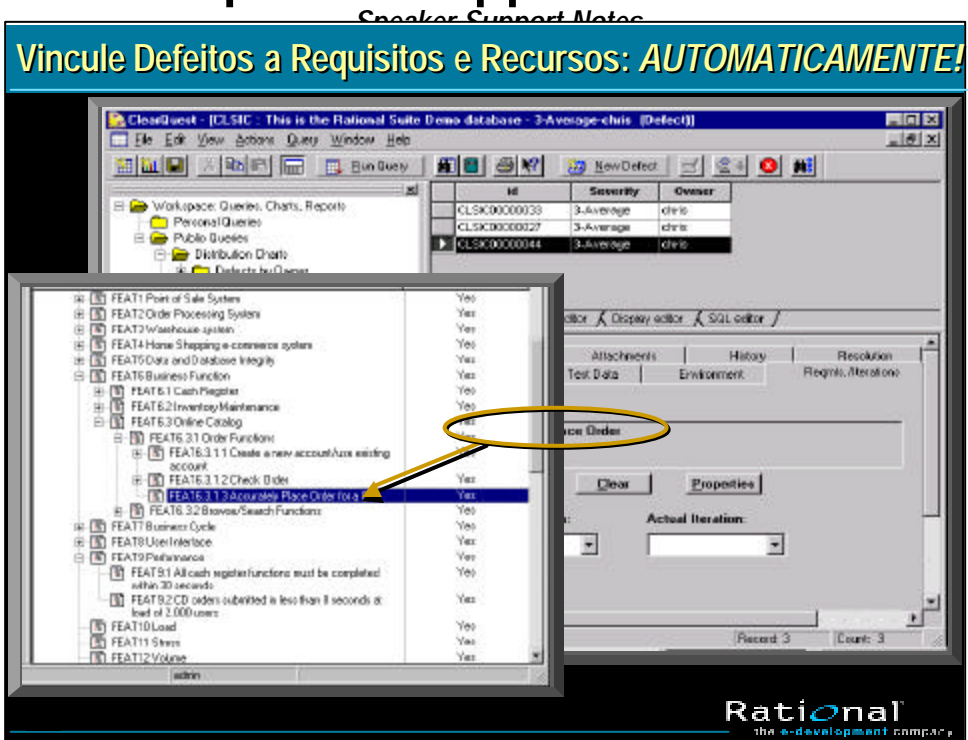 Speaker Support Notes
Vincule Defeitos a Requisitos e Recursos: AUTOMATICAMENTE!
ClearQuest - [CLSIC : This is the Rational Suite Demo database - 3-Average-chris (Defect)]
File Edit View Actions Query Window Help
Run Query New Defect
Workspace: Queries, Charts, Reports
Personal Queries
Public Queries
Distribution Charts
Defects by Owner
id Severity Owner
CLSIC00000033 3-Average chris
CLSIC00000027 3-Average chris
CLSIC00000044 3-Average chris
editor Display editor SQL editor
Attachments History Resolution
Test Data Environment Reqmts./Iterations
ce Order
Clear Properties
Actual Iteration:
Record: 3 Count: 3
FEAT1 Point of Sale System Yes
FEAT2 Order Processing System Yes
FEAT3 Warehouse system Yes
FEAT4 Home Shopping e-commerce system Yes
FEAT5 Data and Database Integrity Yes
FEAT6 Business Function Yes
FEAT6.1 Cash Register Yes
FEAT6.2 Inventory Maintenance Yes
FEAT6.3 Online Catalog Yes
FEAT6.3.1 Order Functions Yes
FEAT6.3.1.1 Create a new account/use existing Yes
account
FEAT6.3.1.2 Check Order Yes
FEAT6.3.1.3 Accurately Place Order for a Yes
FEAT6.3.2 Browse/Search Functions Yes
FEAT7 Business Cycle Yes
FEAT8 User Interface Yes
FEAT9 Performance Yes
FEAT9.1 All cash register functions must be completed Yes
within 30 seconds
FEAT9.2 CD orders submitted in less than 8 seconds at Yes
load of 2,000 users
FEAT10 Load Yes
FEAT11 Stress Yes
FEAT12 Volume Yes
admin
Rational
the e-development company